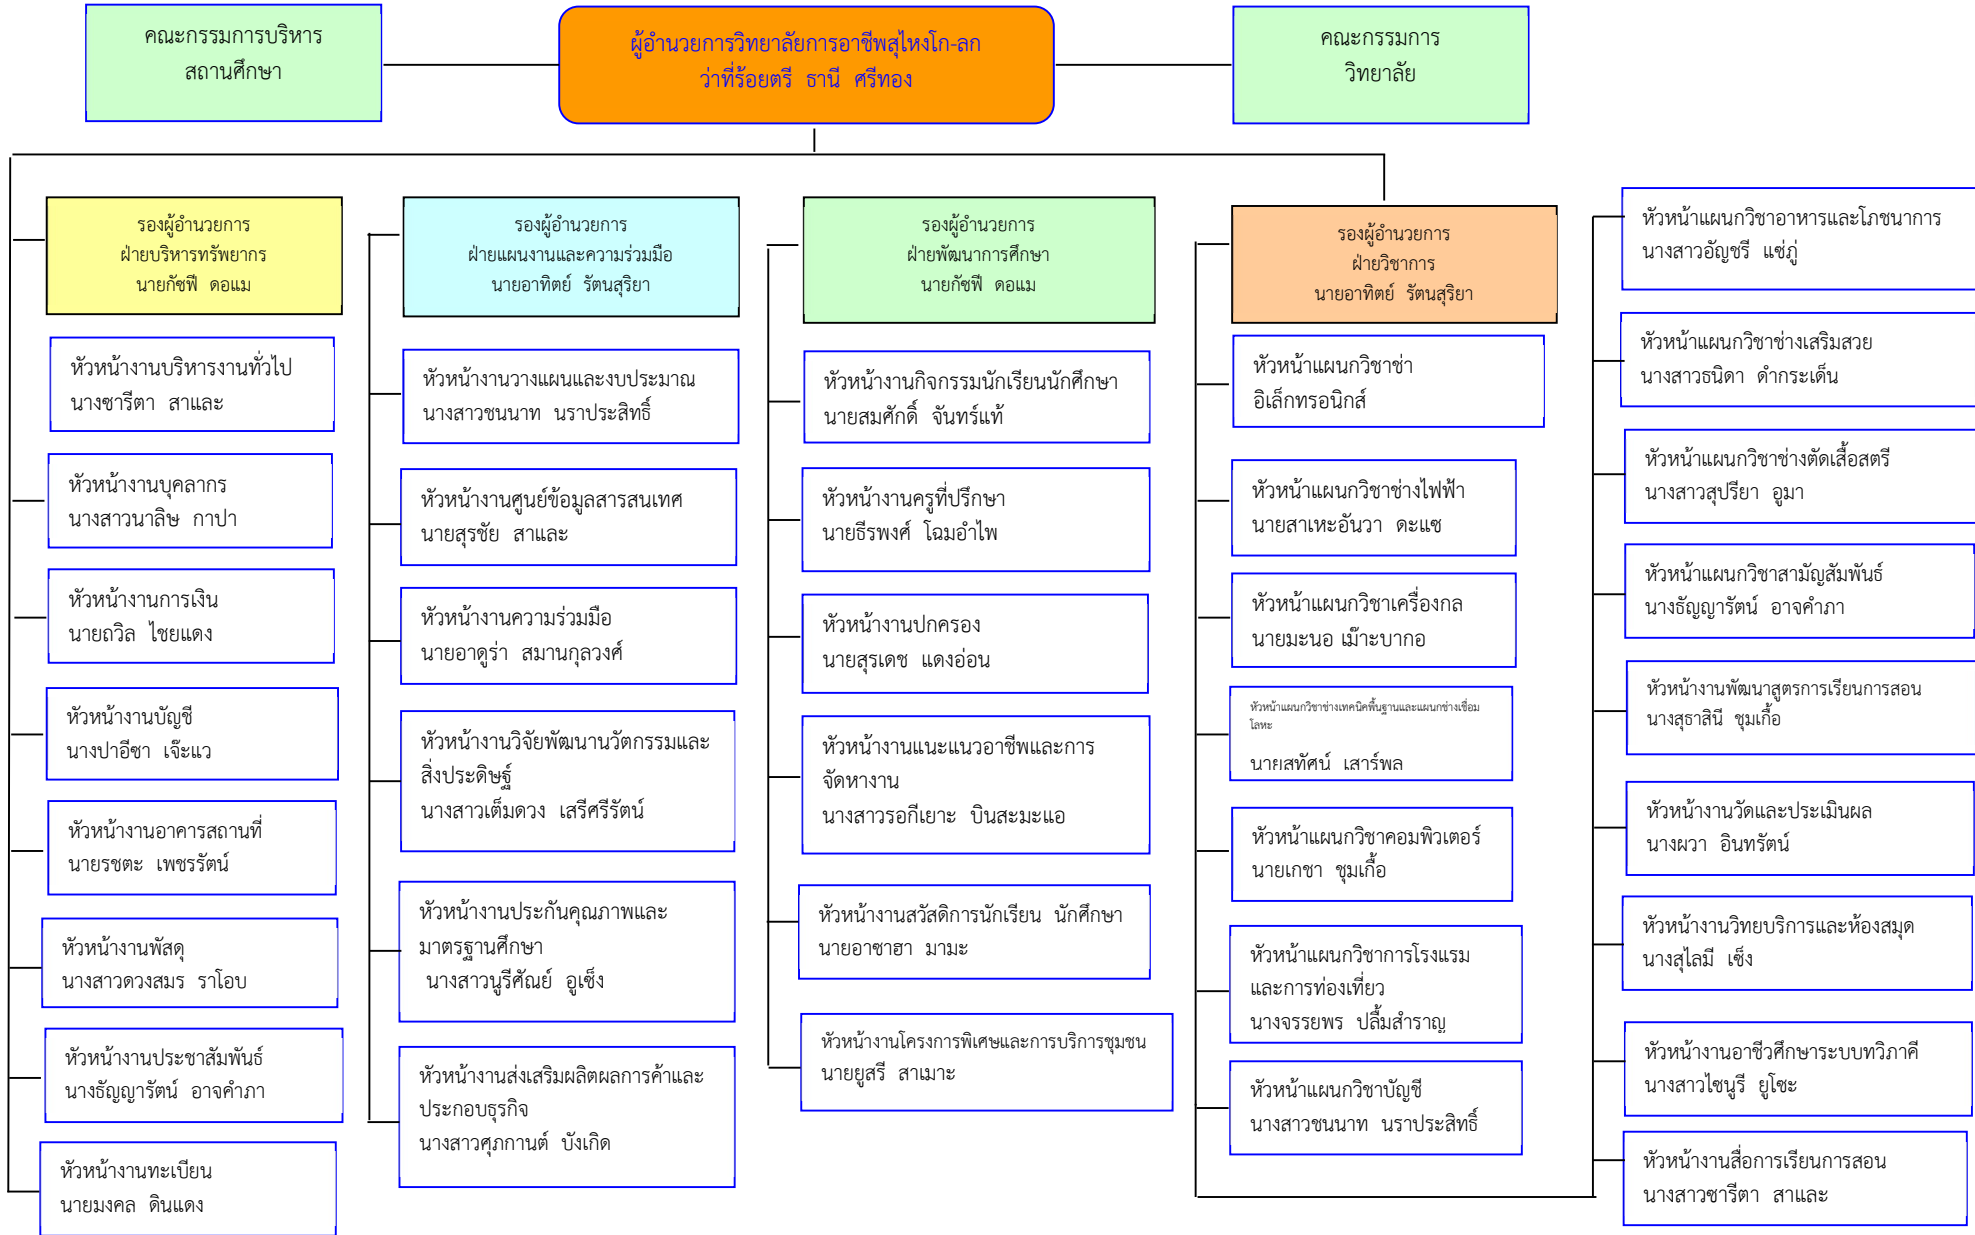 คณะกรรมการบริหาร
สถานศึกษา
ผู้อำนวยการวิทยาลัยการอาชีพสุไหงโก-ลก
ว่าที่ร้อยตรี ธานี ศรีทอง
คณะกรรมการ
วิทยาลัย
รองผู้อำนวยการ
ฝ่ายบริหารทรัพยากร
นายกัซฟี ดอแม
หัวหน้างานบริหารงานทั่วไป
นางซารีตา สาและ
หัวหน้างานบุคลากร
นางสาวนาลิษ กาปา
หัวหน้างานการเงิน
นายถวิล ไชยแดง
หัวหน้างานบัญชี
นางปาอีซา เจ๊ะแว
หัวหน้างานอาคารสถานที่
นายรชตะ เพชรรัตน์
หัวหน้างานพัสดุ
นางสาวดวงสมร ราโอบ
หัวหน้างานประชาสัมพันธ์
นางธัญญารัตน์ อาจคำภา
หัวหน้างานทะเบียน
นายมงคล ดินแดง
รองผู้อำนวยการ
ฝ่ายแผนงานและความร่วมมือ
นายอาทิตย์ รัตนสุริยา
หัวหน้างานวางแผนและงบประมาณ
นางสาวชนนาท นราประสิทธิ์
หัวหน้างานศูนย์ข้อมูลสารสนเทศ
นายสุรชัย สาและ
หัวหน้างานความร่วมมือ
นายอาดูร่า สมานกุลวงศ์
หัวหน้างานวิจัยพัฒนานวัตกรรมและ
สิ่งประดิษฐ์
นางสาวเต็มดวง เสรีศรีรัตน์
หัวหน้างานประกันคุณภาพและ
มาตรฐานศึกษา
นางสาวนูรีศัณย์ อูเซ็ง
หัวหน้างานส่งเสริมผลิตผลการค้าและ
ประกอบธุรกิจ
นางสาวศุภกานต์ บังเกิด
รองผู้อำนวยการ
ฝ่ายพัฒนาการศึกษา
นายกัซฟี ดอแม
หัวหน้างานกิจกรรมนักเรียนนักศึกษา
นายสมศักดิ์ จันทร์แท้
หัวหน้างานครูที่ปรึกษา
นายธีรพงศ์ โฉมอำไพ
หัวหน้างานปกครอง
นายสุรเดช แดงอ่อน
หัวหน้างานแนะแนวอาชีพและการ
จัดหางาน
นางสาวรอกีเยาะ บินสะมะแอ
หัวหน้างานสวัสดิการนักเรียน นักศึกษา
นายอาซาฮา มามะ
หัวหน้างานโครงการพิเศษและการบริการชุมชน
นายยูสรี สาเมาะ
รองผู้อำนวยการ
ฝ่ายวิชาการ
นายอาทิตย์ รัตนสุริยา
หัวหน้าแผนกวิชาช่า
อิเล็กทรอนิกส์
หัวหน้าแผนกวิชาช่างไฟฟ้า
นายสาเหะอันวา ดะแซ
หัวหน้าแผนกวิชาเครื่องกล
นายมะนอ เม๊าะบากอ
หัวหน้าแผนกวิชาช่างเทคนิคพื้นฐานและแผนกช่างเชื่อม
โลหะ
นายสทัศน์ เสาร์พล
หัวหน้าแผนกวิชาคอมพิวเตอร์
นายเกชา ชุมเกื้อ
หัวหน้าแผนกวิชาการโรงแรม
และการท่องเที่ยว
นางจรรยพร ปลื้มสำราญ
หัวหน้าแผนกวิชาบัญชี
นางสาวชนนาท นราประสิทธิ์
หัวหน้าแผนกวิชาอาหารและโภชนาการ
นางสาวอัญชรี แซ่ภู่
หัวหน้าแผนกวิชาช่างเสริมสวย
นางสาวธนิดา ดำกระเด็น
หัวหน้าแผนกวิชาช่างตัดเสื้อสตรี
นางสาวสุปรียา อูมา
หัวหน้าแผนกวิชาสามัญสัมพันธ์
นางธัญญารัตน์ อาจคำภา
หัวหน้างานพัฒนาสูตรการเรียนการสอน
นางสุธาสินี ชุมเกื้อ
หัวหน้างานวัดและประเมินผล
นางผวา อินทรัตน์
หัวหน้างานวิทยบริการและห้องสมุด
นางสุไลมี เซ็ง
หัวหน้างานอาชีวศึกษาระบบทวิภาคี
นางสาวไซนูรี ยูโซะ
หัวหน้างานสื่อการเรียนการสอน
นางสาวซารีตา สาและ